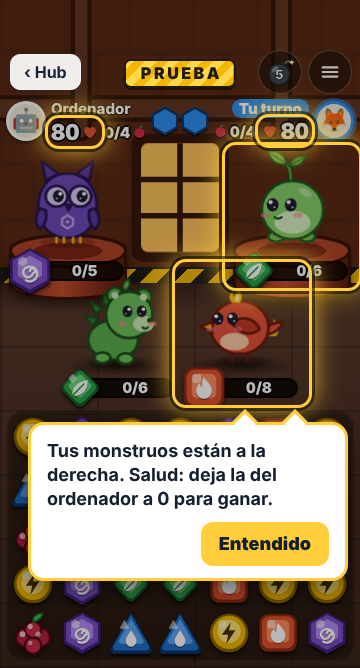 ‹ Hub
PRUEBA
5
Ordenador
Tu turno
80
0/4
0/4
80
0/5
0/6
0/6
0/8
Tus monstruos están a la
derecha. Salud: deja la del
ordenador a 0 para ganar.
Entendido